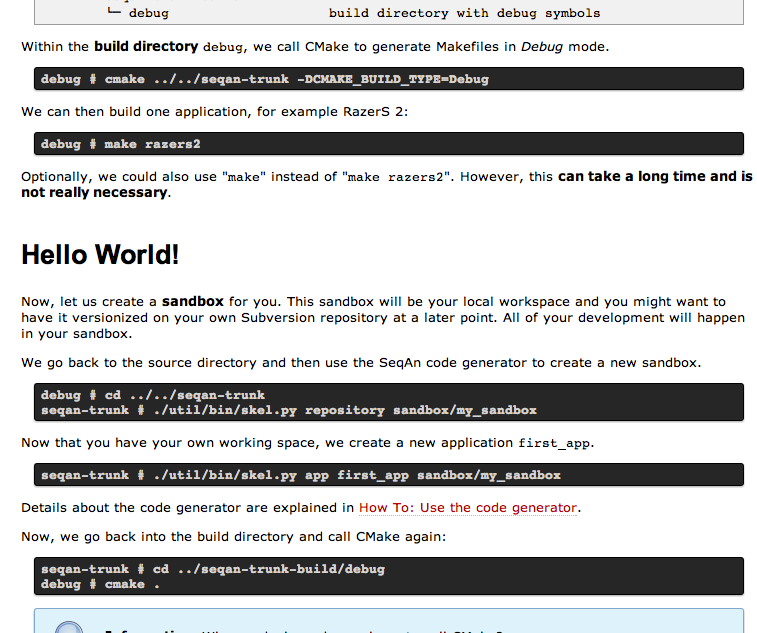 └─ debug build directory with debug symbols
Within the build directory debug, we call CMake to generate Makefiles in Debug mode.
debug # cmake ../../seqan-trunk -DCMAKE_BUILD_TYPE=Debug
We can then build one application, for example RazerS 2:
debug # make razers2
Optionally, we could also use "make" instead of "make razers2". However, this can take a long time and is
not really necessary.
Hello World!
Now, let us create a sandbox for you. This sandbox will be your local workspace and you might want to
have it versionized on your own Subversion repository at a later point. All of your development will happen
in your sandbox.
We go back to the source directory and then use the SeqAn code generator to create a new sandbox.
debug # cd ../../seqan-trunk
seqan-trunk # ./util/bin/skel.py repository sandbox/my_sandbox
Now that you have your own working space, we create a new application first_app.
seqan-trunk # ./util/bin/skel.py app first_app sandbox/my_sandbox
Details about the code generator are explained in How To: Use the code generator.
Now, we go back into the build directory and call CMake again:
seqan-trunk # cd ../seqan-trunk-build/debug
debug # cmake .